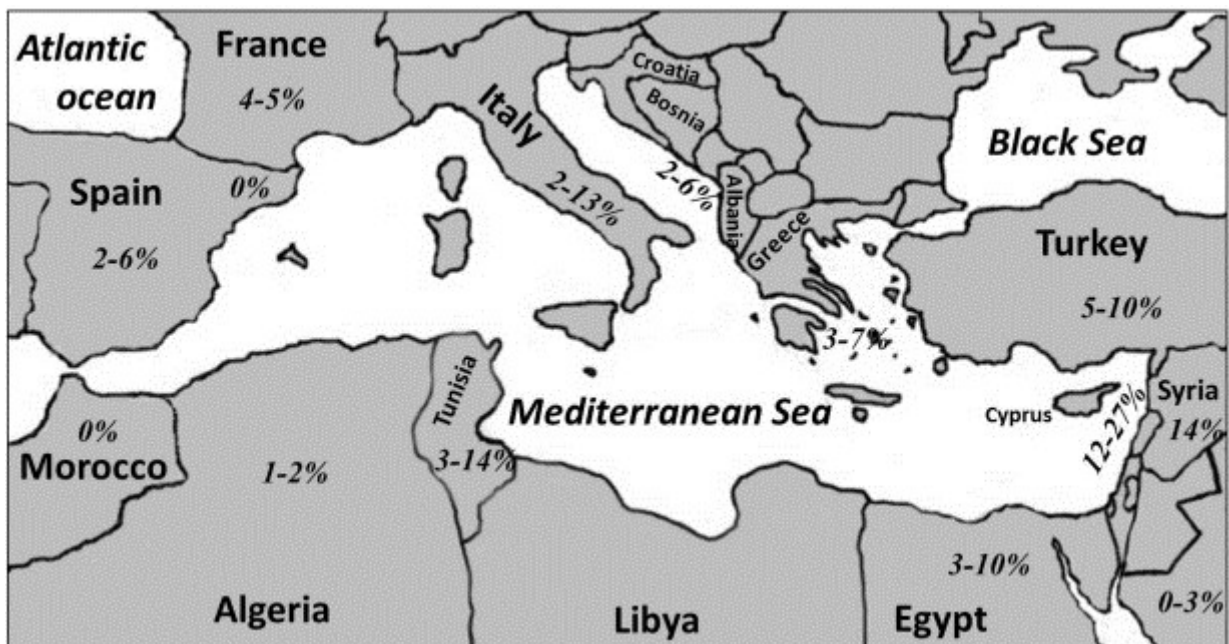 Atlantic
ocean
France
4-5%
Croatia
Bosnia
Italy
Black Sea
Spain
0%
2-13%
2-6%
Albania
Greece
Turkey
2-6%
5-10%
3-7%
Tunisia
Mediterranean Sea
Cyprus
12-27%
Syria
14%
0%
Morocco
1-2%
3-14%
3-10%
0-3%
Algeria
Libya
Egypt